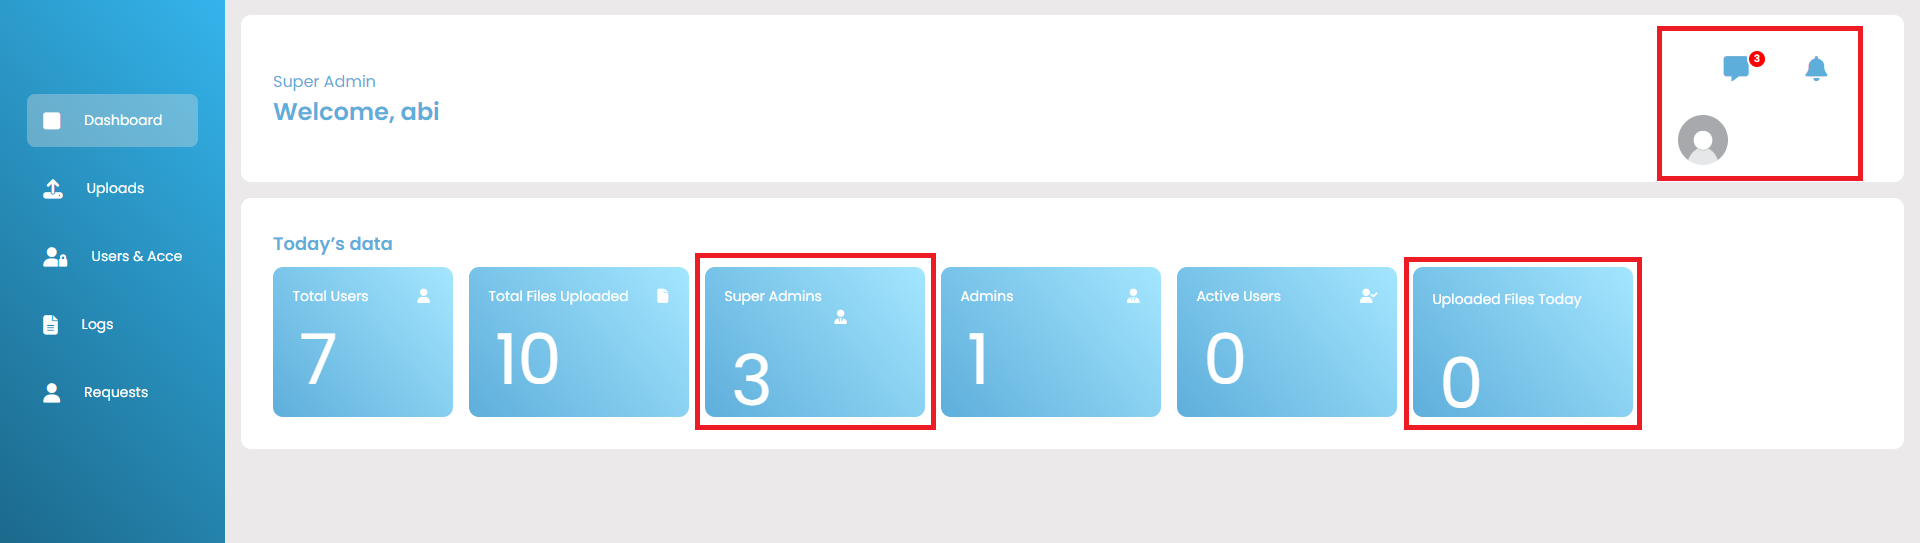 Dashboard
Uploads
Users & Acce
Logs
Requests
Super Admin
Welcome, abi
3
Today’s data
Total Users
7
Total Files Uploaded
10
Super Admins
3
Admins
1
Active Users
0
Uploaded Files Today
0